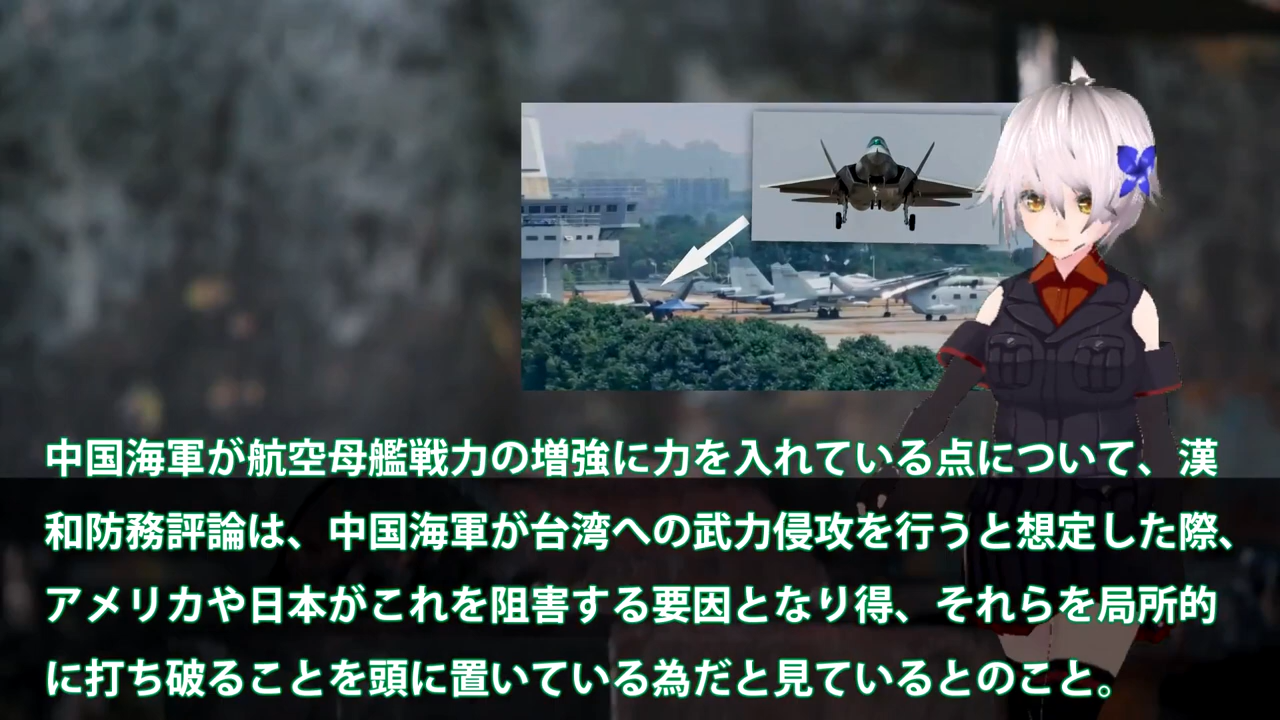 中国海軍が航空母艦戦力の増強に力を入れている点について、漢
和防務評論は、中国海軍が台湾への武力侵攻を行うと想定した際、
アメリカや日本がこれを阻害する要因となり得、それらを局所的
に打ち破ることを頭に置いている為だと見ているとのこと。